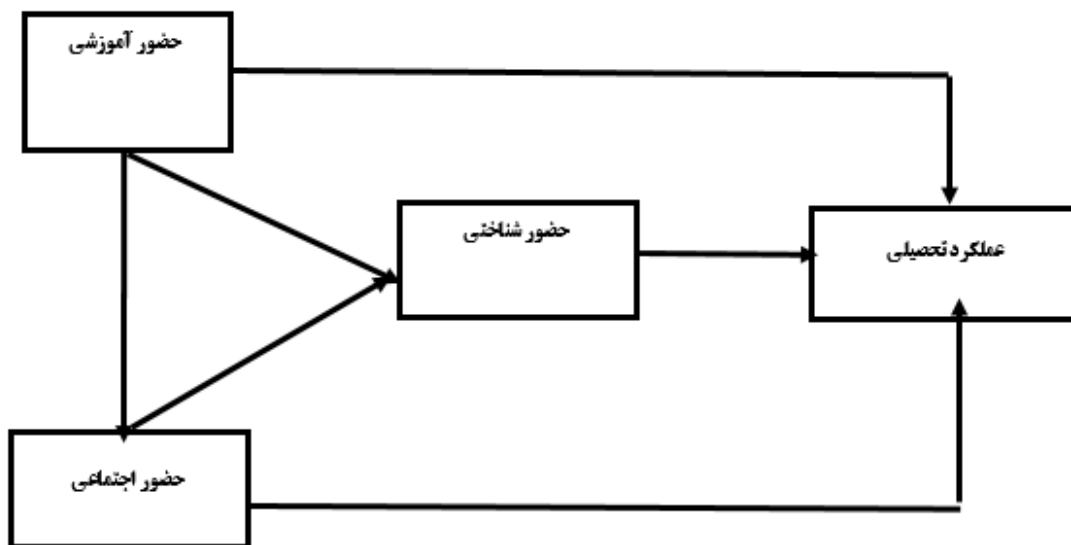 حضور آموزشی
حضور شناختی
عملکرد تحصیلی
حضور اجتماعی